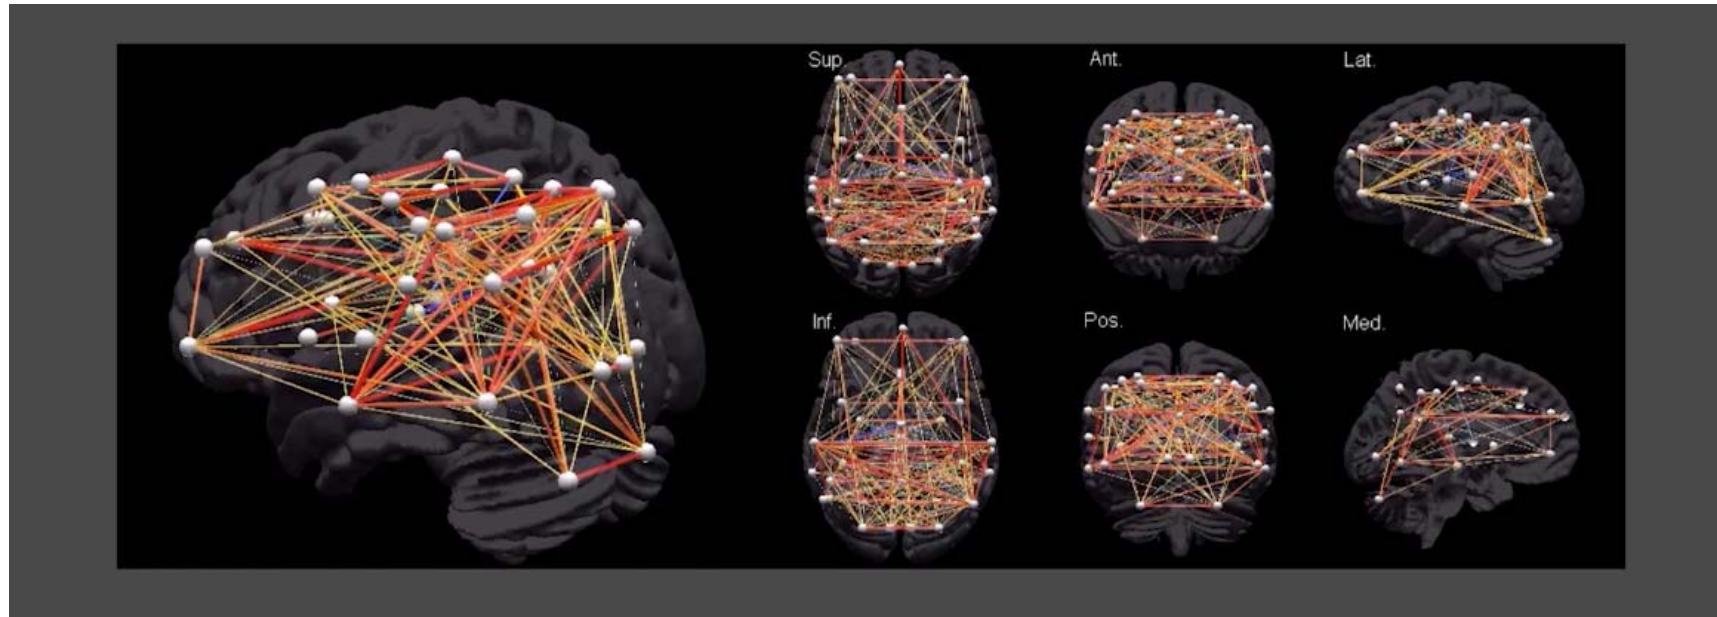 Sup.
Ant.
Lat.
Inf.
Pos.
Med.